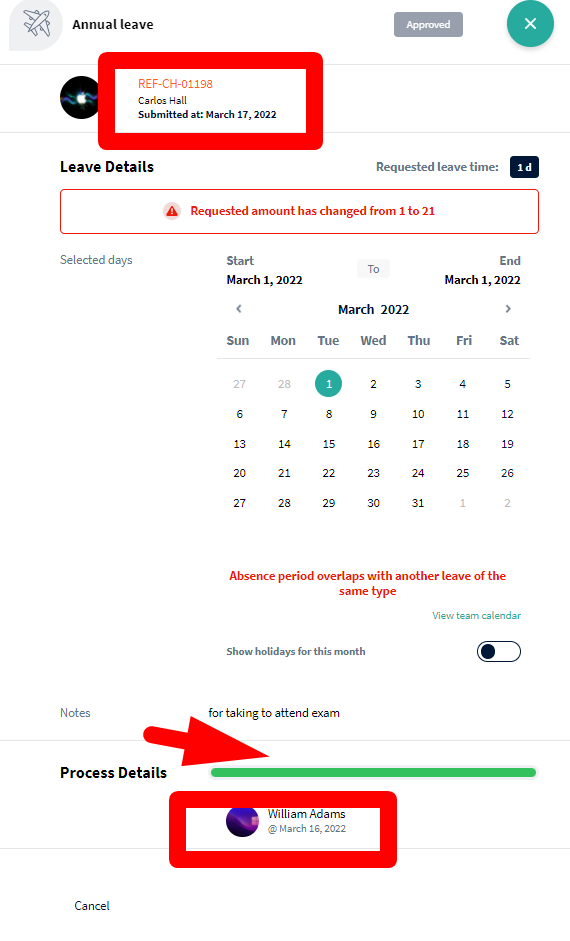 Annual leave
Approved
REF-CH-01198
Carlos Hall
Submitted at: March 17, 2022
Leave Details
Requested leave time: 1 d
Requested amount has changed from 1 to 21
Selected days
Start
March 1, 2022
To
End
March 1, 2022
March 2022
Sun Mon Tue Wed Thu Fri Sat
27 28 1 2 3 4 5
6 7 8 9 10 11 12
13 14 15 16 17 18 19
20 21 22 23 24 25 26
27 28 29 30 31 1 2
Absence period overlaps with another leave of the
same type
View team calendar
Show holidays for this month
Notes
for taking to attend exam
Process Details
William Adams
@ March 16, 2022
Cancel